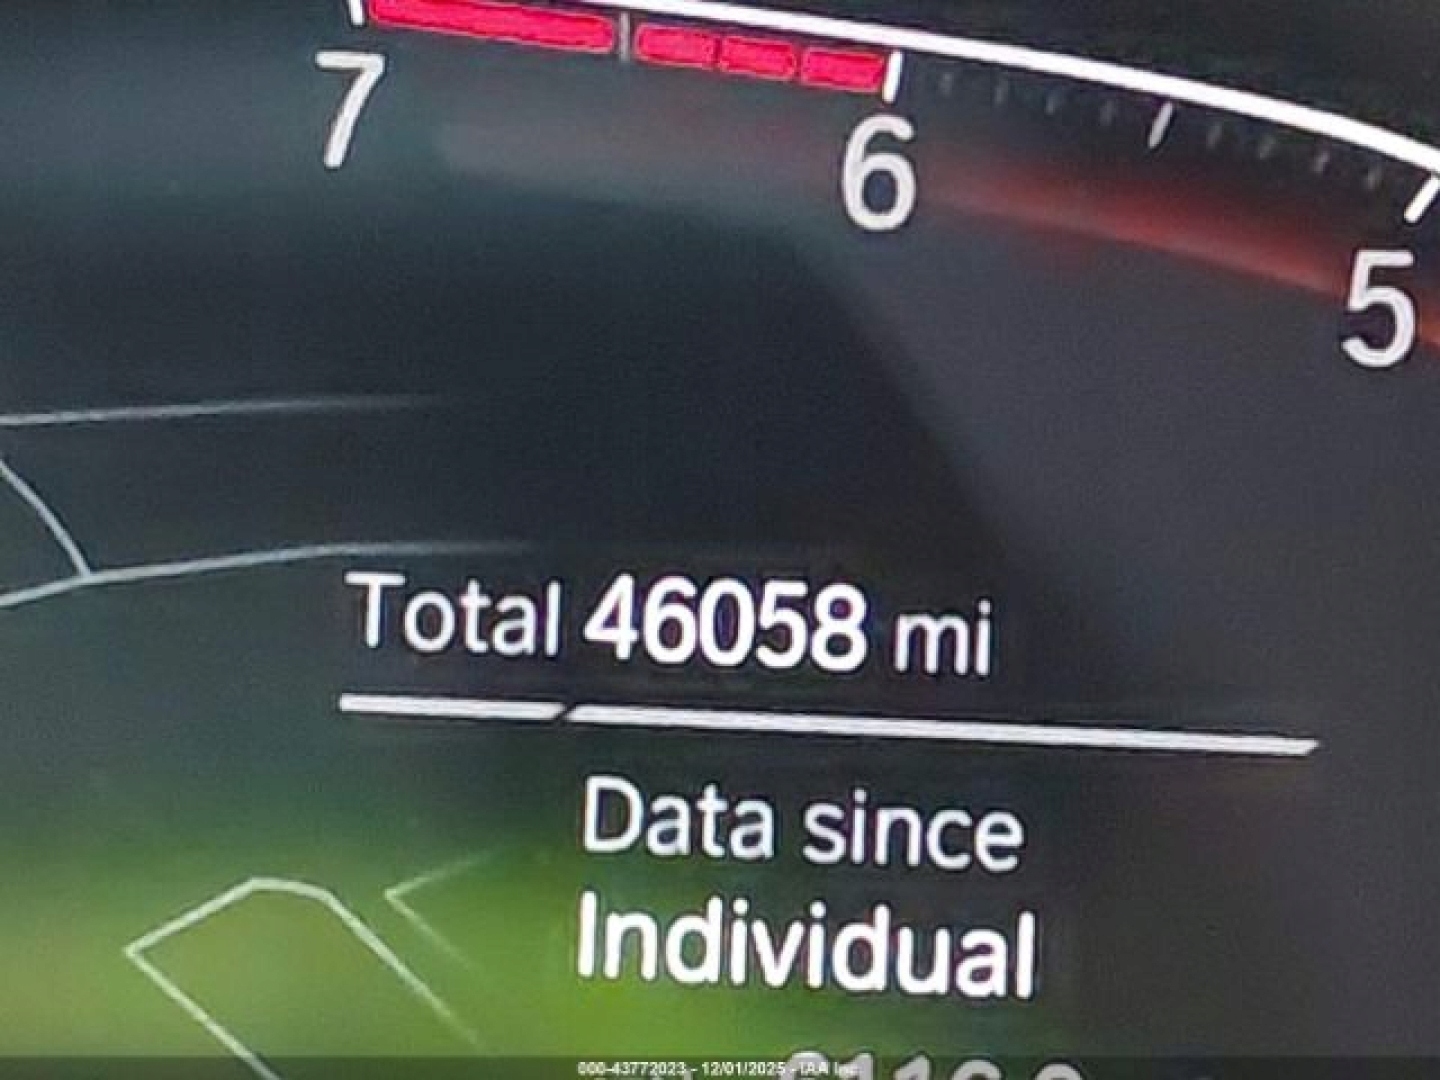 7
6
5
Total 46058 mi
Data since
Individual
000-43772023 - 12/01/2025 - IAA Inc.